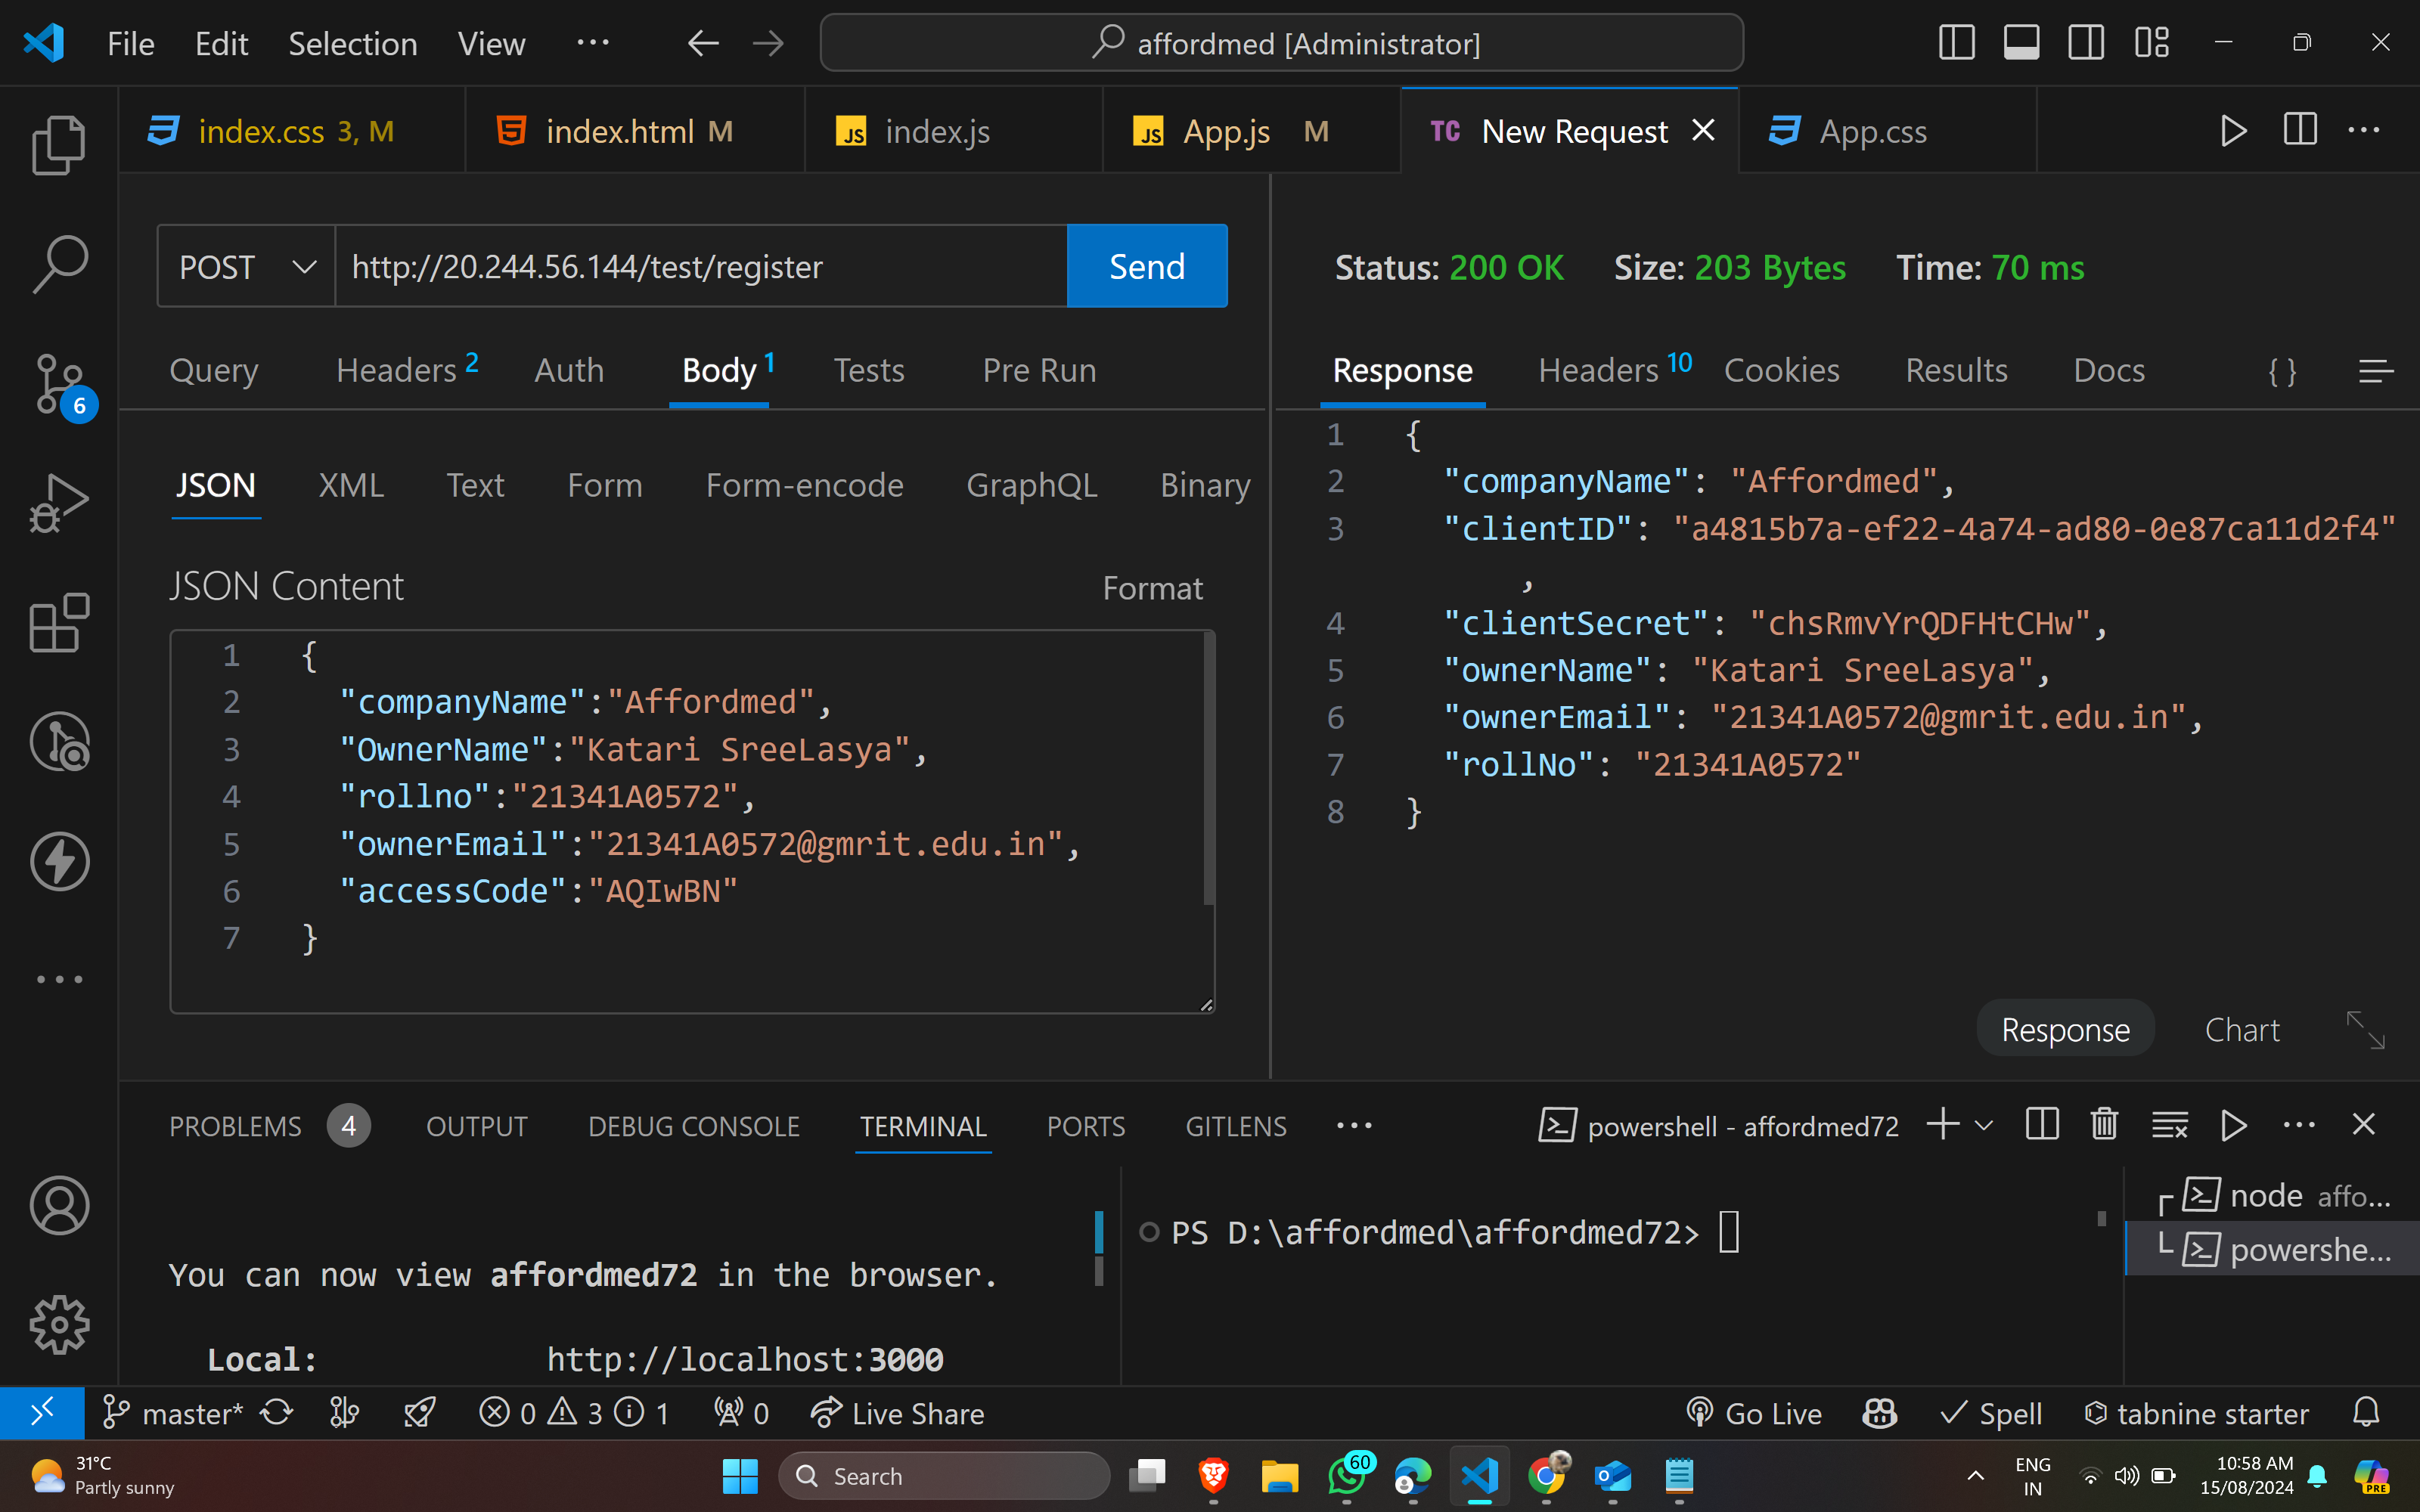 File Edit Selection View ··· affordmed [Administrator]
index.css 3, M index.html M JS index.js JS App.js M TC New Request App.css ···
POST http://20.244.56.144/test/register Send
Status: 200 OK Size: 203 Bytes Time: 70 ms
Query Headers 2 Auth Body 1 Tests Pre Run
Response Headers 10 Cookies Results Docs { }
JSON XML Text Form Form-encode GraphQL Binary
JSON Content Format
1 {
2 "companyName":"Affordmed",
3 "OwnerName":"Katari SreeLasya",
4 "rollno":"21341A0572",
5 "ownerEmail":"21341A0572@gmrit.edu.in",
6 "accessCode":"AQIwBN"
7 }
1 {
2 "companyName": "Affordmed",
3 "clientID": "a4815b7a-ef22-4a74-ad80-0e87ca11d2f4"
,
4 "clientSecret": "chsRmvYrQDFHtCHw",
5 "ownerName": "Katari SreeLasya",
6 "ownerEmail": "21341A0572@gmrit.edu.in",
7 "rollNo": "21341A0572"
8 }
Response Chart
6
PROBLEMS 4 OUTPUT DEBUG CONSOLE TERMINAL PORTS GITLENS ··· powershell - affordmed72 ···
You can now view affordmed72 in the browser.
Local: http://localhost:3000
PS D:\affordmed\affordmed72>
node affo...
powershe...
master* 0 3 1 0 Live Share Go Live Spell tabnine starter
31°C
Partly sunny
Search
60
ENG
IN
10:58 AM
15/08/2024
PRE